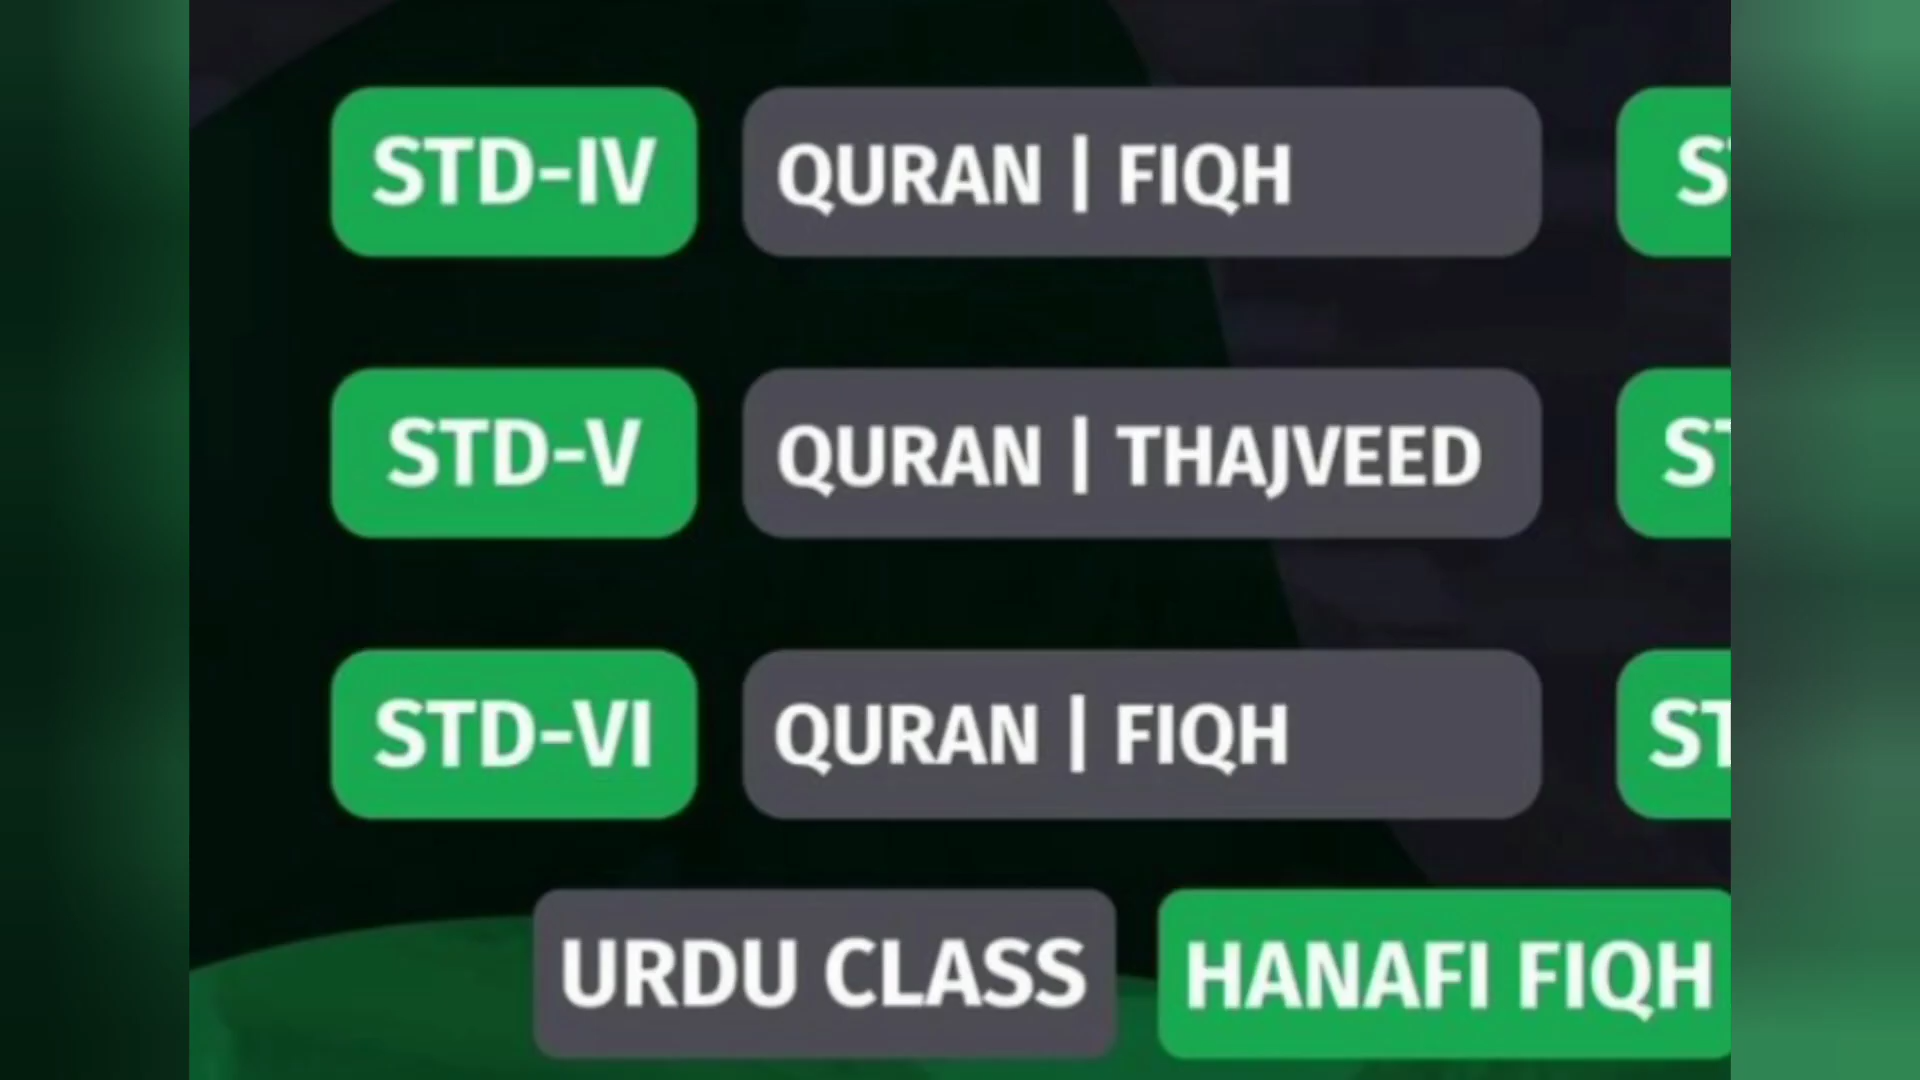 STD-IV QURAN | FIQH
STD-V QURAN | THAJVEED
STD-VI QURAN | FIQH
URDU CLASS HANAFI FIQH